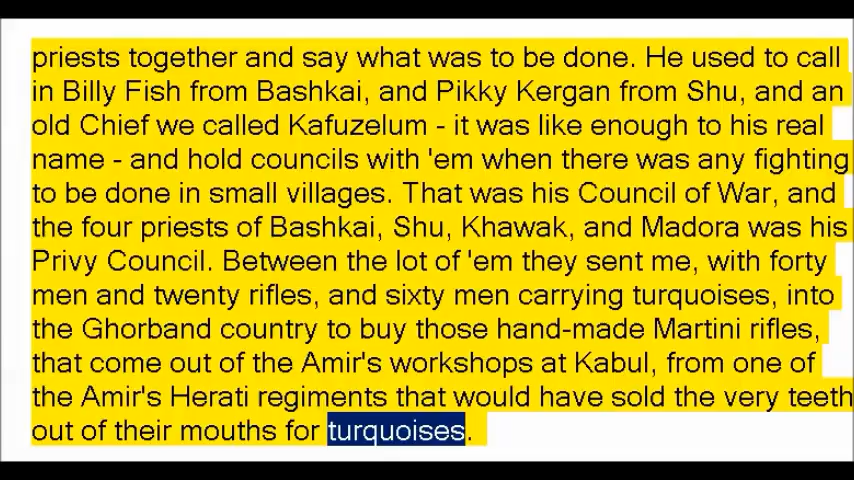 priests together and say what was to be done. He used to call
in Billy Fish from Bashkai, and Pikky Kergan from Shu, and an
old Chief we called Kafuzelum - it was like enough to his real
name - and hold councils with 'em when there was any fighting
to be done in small villages. That was his Council of War, and
the four priests of Bashkai, Shu, Khawak, and Madora was his
Privy Council. Between the lot of 'em they sent me, with forty
men and twenty rifles, and sixty men carrying turquoises, into
the Ghorband country to buy those hand-made Martini rifles,
that come out of the Amir's workshops at Kabul, from one of
the Amir's Herati regiments that would have sold the very teeth
out of their mouths for turquoises.